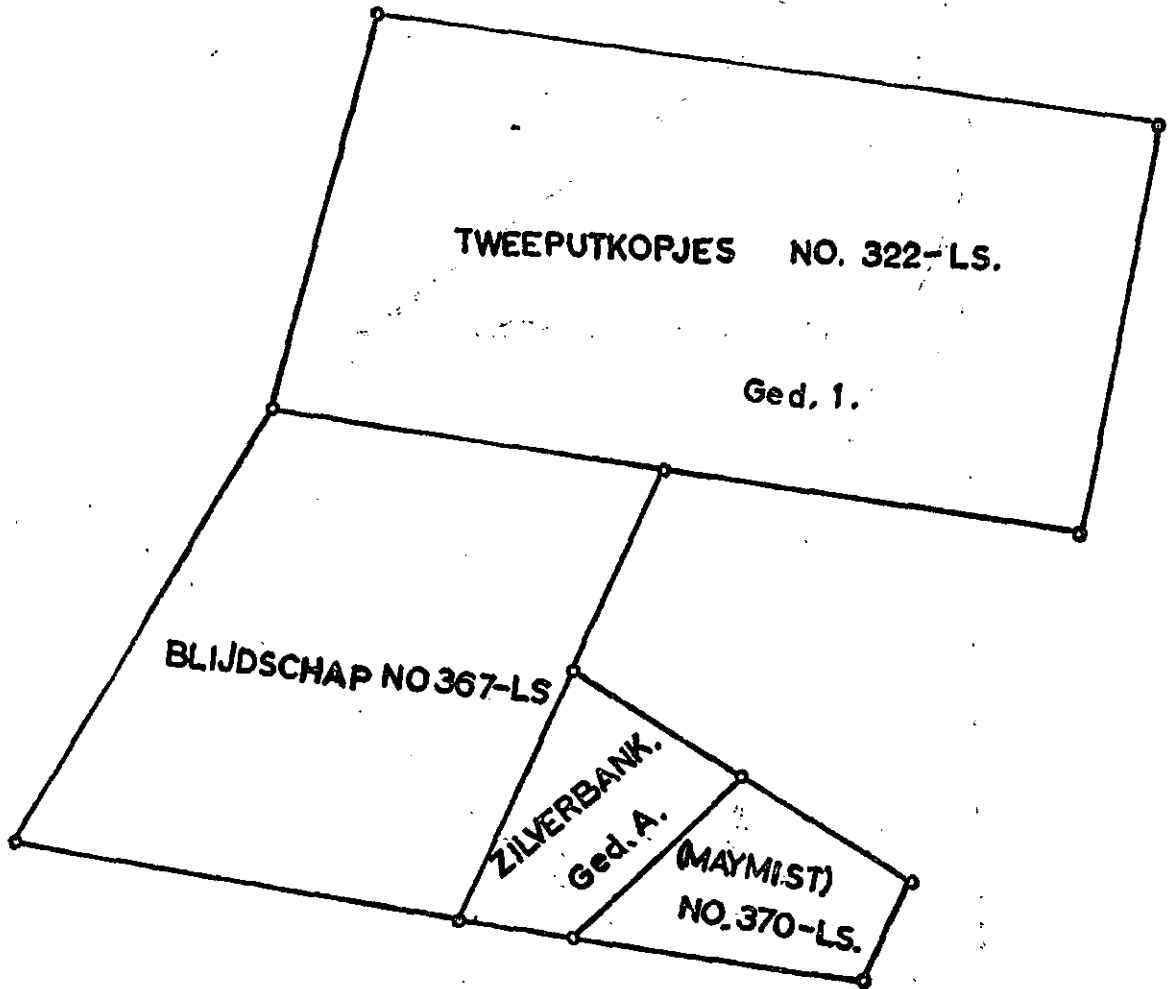 TWEEPUTKOPJES NO. 322-LS.
Ged. 1.
BLIJDSCHAP NO 367-LS
ZILVERBANK.
Ged. A.
(MAYMIST)
NO. 370-LS.